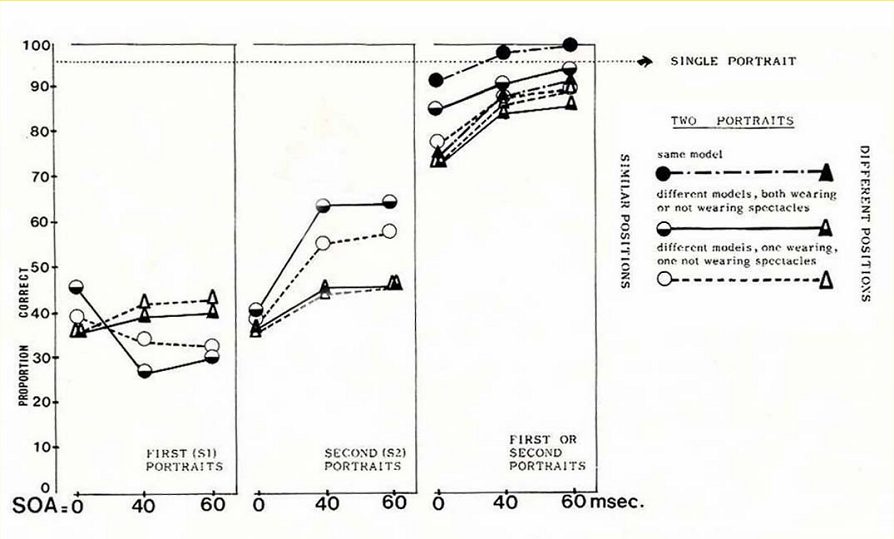 100
90
80
70
60
50
40
30
20
10
0
PROPORTION CORRECT
FIRST (S1)
PORTRAITS
SECOND (S2)
PORTRAITS
FIRST OR
SECOND
PORTRAITS
SOA=0 40 60
0 40 60
0 40 60 msec.
SINGLE PORTRAIT
TWO PORTRAITS
SIMILAR POSITIONS
same model
different models, both wearing
or not wearing spectacles
different models, one wearing,
one not wearing spectacles
DIFFERENT POSITIONS